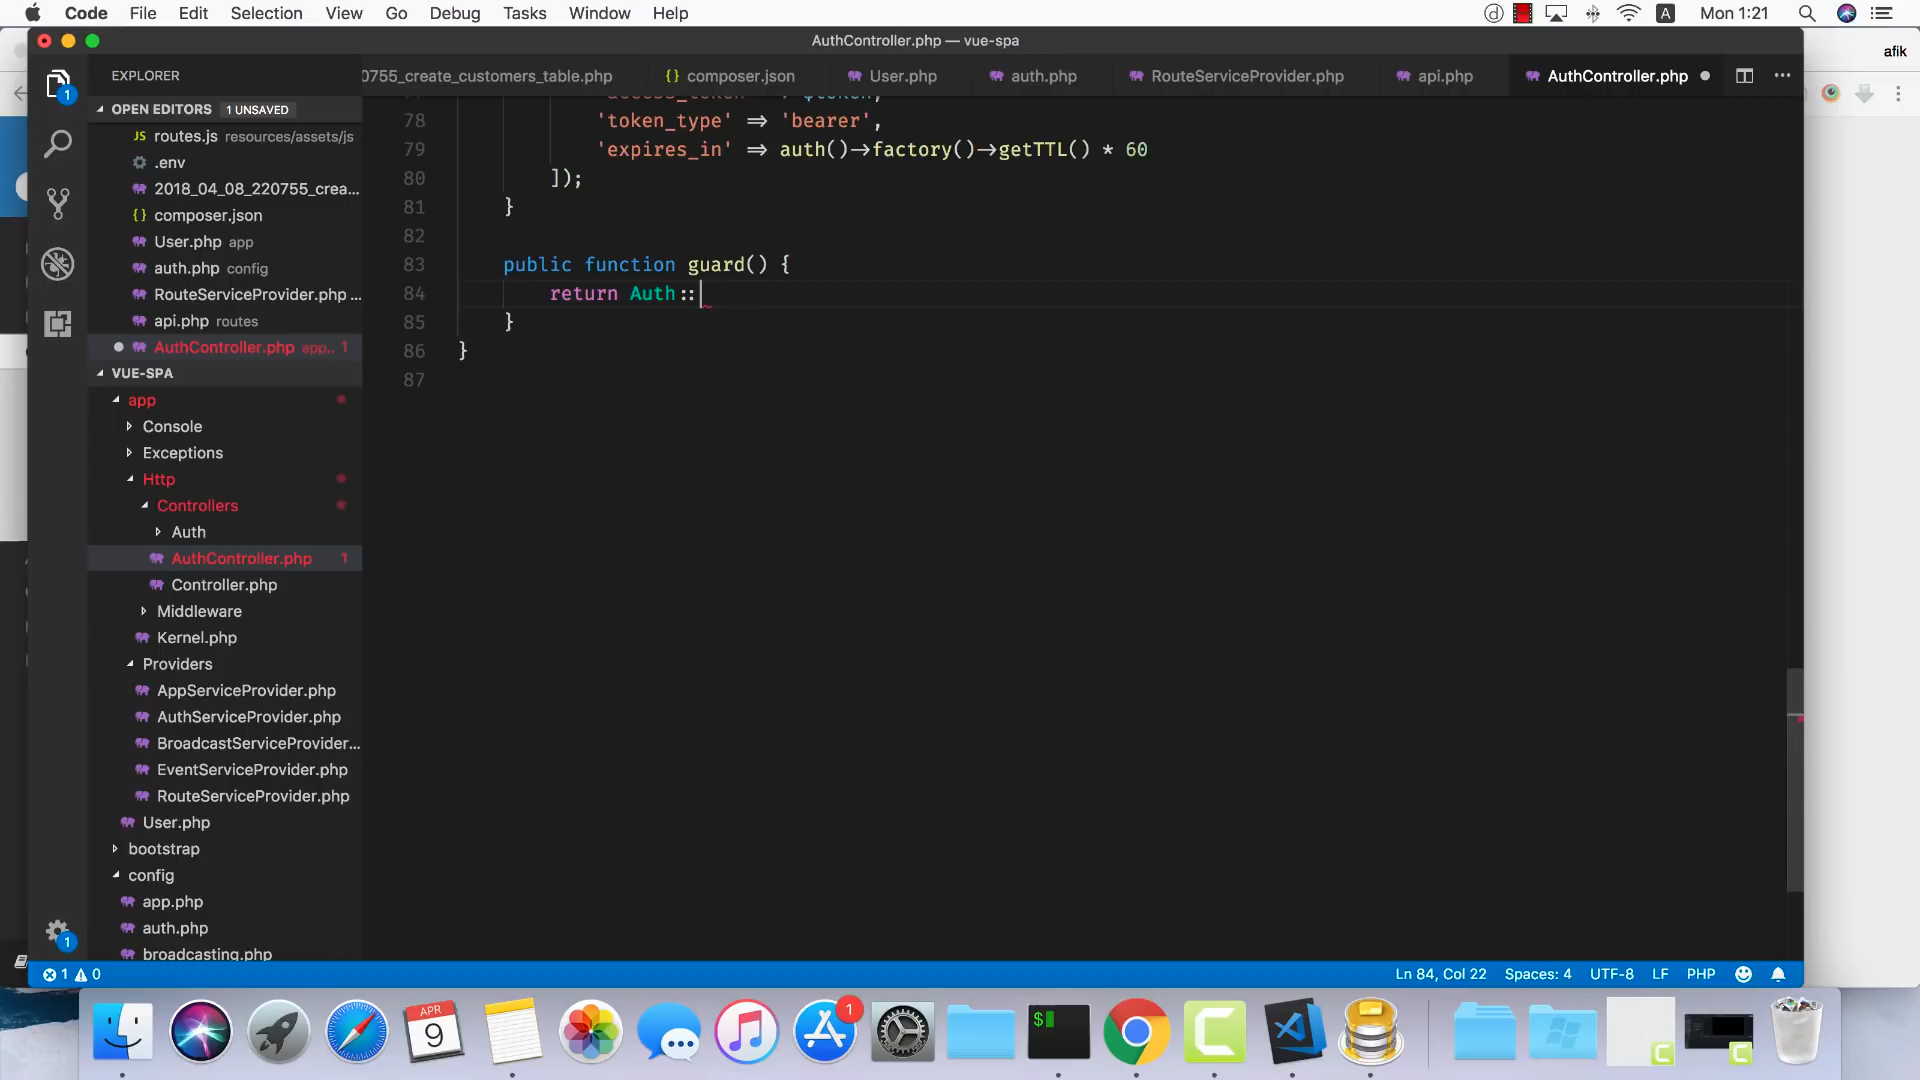 Code File Edit Selection View Go Debug Tasks Window Help
A Mon 1:21
AuthController.php — vue-spa
afik
EXPLORER
0755_create_customers_table.php { } composer.json User.php auth.php RouteServiceProvider.php api.php AuthController.php
OPEN EDITORS 1 UNSAVED
JS routes.js resources/assets/js
.env
2018_04_08_220755_crea...
{ } composer.json
User.php app
auth.php config
RouteServiceProvider.php ...
api.php routes
AuthController.php app.. 1
VUE-SPA
app
Console
Exceptions
Http
Controllers
Auth
AuthController.php 1
Controller.php
Middleware
Kernel.php
Providers
AppServiceProvider.php
AuthServiceProvider.php
BroadcastServiceProvider...
EventServiceProvider.php
RouteServiceProvider.php
User.php
bootstrap
config
app.php
auth.php
broadcasting.php
78 'token_type' => 'bearer',
79 'expires_in' => auth()->factory()->getTTL() * 60
80 ]);
81 }
82
83 public function guard() {
84 return Auth::
85 }
86 }
87
1
1
1 0
Ln 84, Col 22 Spaces: 4 UTF-8 LF PHP
APR
9
1
$